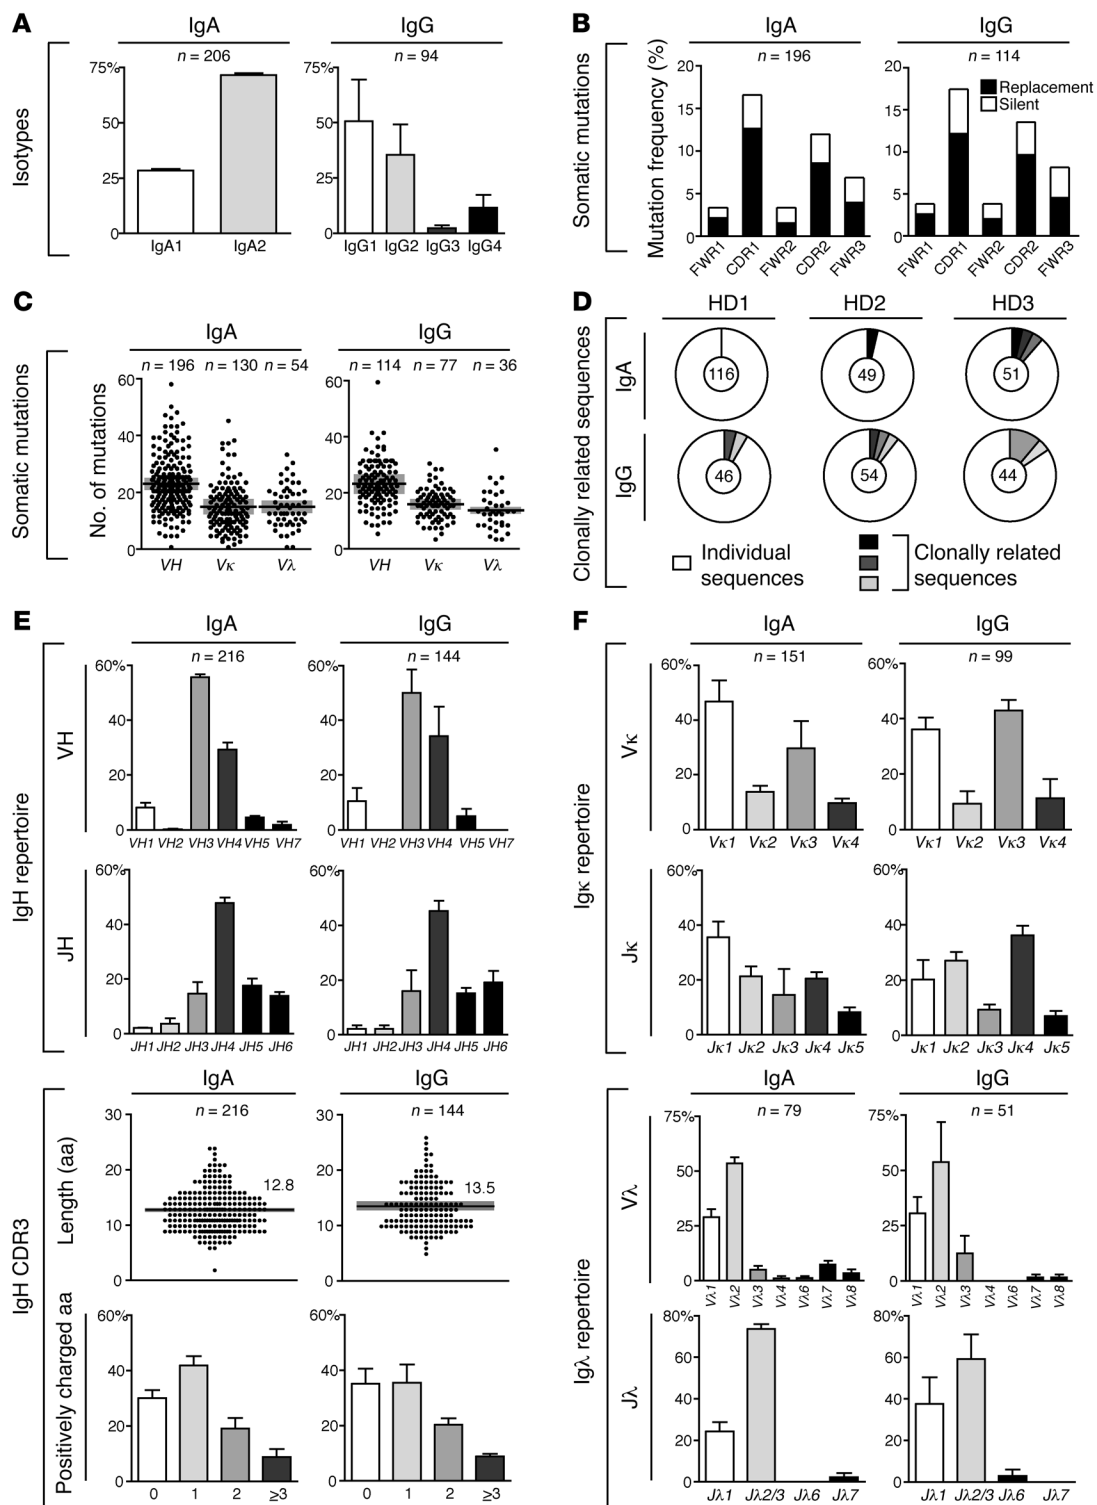 A
IgA
IgG
Isotypes
n = 206
n = 94
75%
50
25
0
IgA1
IgA2
75%
50
25
0
IgG1
IgG2
IgG3
IgG4
B
IgA
IgG
Somatic mutations
Mutation frequency (%)
n = 196
n = 114
20
15
10
5
0
FWR1
CDR1
FWR2
CDR2
FWR3
20
15
10
5
0
Replacement
Silent
FWR1
CDR1
FWR2
CDR2
FWR3
C
IgA
IgG
Somatic mutations
No. of mutations
n = 196
n = 130
n = 54
n = 114
n = 77
n = 36
60
40
20
0
VH
Vκ
Vλ
60
40
20
0
VH
Vκ
Vλ
D
HD1
HD2
HD3
Clonally related sequences
IgA
116
49
51
IgG
46
54
44
Individual
sequences
Clonally related
sequences
E
IgA
IgG
IgH repertoire
VH
n = 216
n = 144
60%
40
20
0
VH1
VH2
VH3
VH4
VH5
VH7
60%
40
20
0
VH1
VH2
VH3
VH4
VH5
VH7
JH
60%
40
20
0
JH1
JH2
JH3
JH4
JH5
JH6
60%
40
20
0
JH1
JH2
JH3
JH4
JH5
JH6
IgA
IgG
IgH CDR3
Length (aa)
n = 216
n = 144
30
20
10
0
12.8
30
20
10
0
13.5
Positively charged aa
60%
40
20
0
0
1
2
≥3
60%
40
20
0
0
1
2
≥3
F
IgA
IgG
Igκ repertoire
Vκ
n = 151
n = 99
60%
40
20
0
Vκ1
Vκ2
Vκ3
Vκ4
60%
40
20
0
Vκ1
Vκ2
Vκ3
Vκ4
Jκ
60%
40
20
0
Jκ1
Jκ2
Jκ3
Jκ4
Jκ5
60%
40
20
0
Jκ1
Jκ2
Jκ3
Jκ4
Jκ5
IgA
IgG
Igλ repertoire
Vλ
n = 79
n = 51
75%
50
25
0
Vλ1
Vλ2
Vλ3
Vλ4
Vλ6
Vλ7
Vλ8
75%
50
25
0
Vλ1
Vλ2
Vλ3
Vλ4
Vλ6
Vλ7
Vλ8
Jλ
80%
60
40
20
0
Jλ1
Jλ2/3
Jλ6
Jλ7
80%
60
40
20
0
Jλ1
Jλ2/3
Jλ6
Jλ7